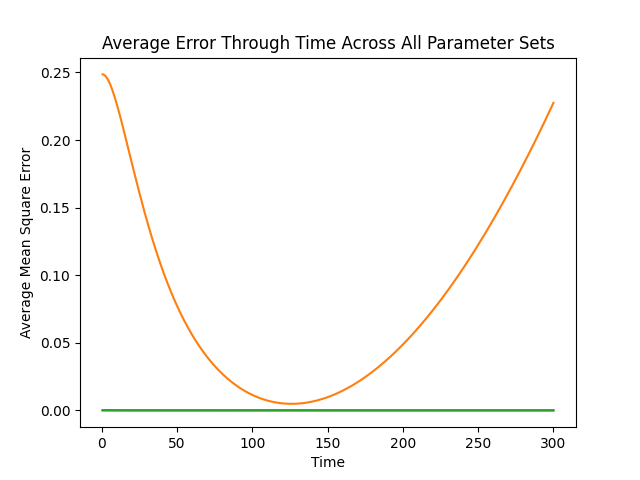 Average Error Through Time Across All Parameter Sets
Average Mean Square Error
0.25
0.20
0.15
0.10
0.05
0.00
0 50 100 150 200 250 300
Time